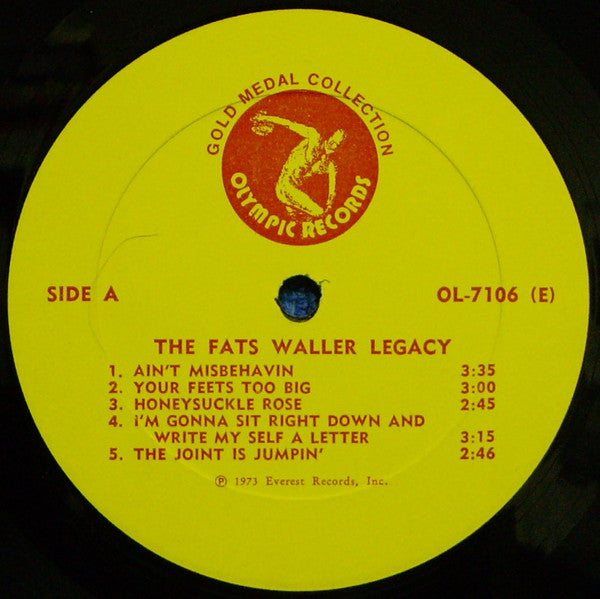 GOLD MEDAL COLLECTION
OLYMPIC RECORDS
SIDE A
OL-7106 (E)
THE FATS WALLER LEGACY
1. AIN'T MISBEHAVIN 3:35
2. YOUR FEETS TOO BIG 3:00
3. HONEYSUCKLE ROSE 2:45
4. I'M GONNA SIT RIGHT DOWN AND
WRITE MY SELF A LETTER 3:15
5. THE JOINT IS JUMPIN' 2:46
℗ 1973 Everest Records, Inc.